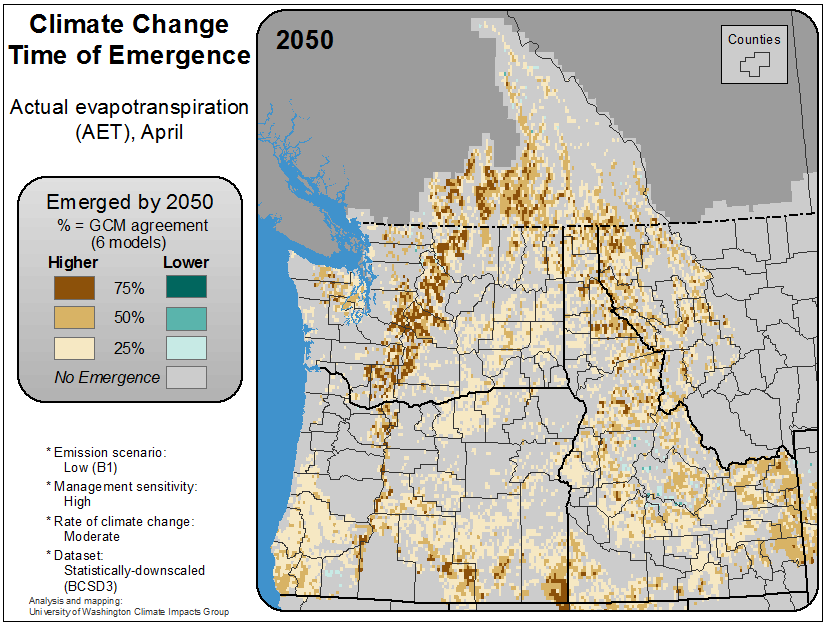 Climate Change
Time of Emergence
Actual evapotranspiration
(AET), April
Emerged by 2050
% = GCM agreement
(6 models)
Higher Lower
75%
50%
25%
No Emergence
* Emission scenario:
Low (B1)
* Management sensitivity:
High
* Rate of climate change:
Moderate
* Dataset:
Statistically-downscaled
(BCSD3)
Analysis and mapping:
University of Washington Climate Impacts Group
2050
Counties